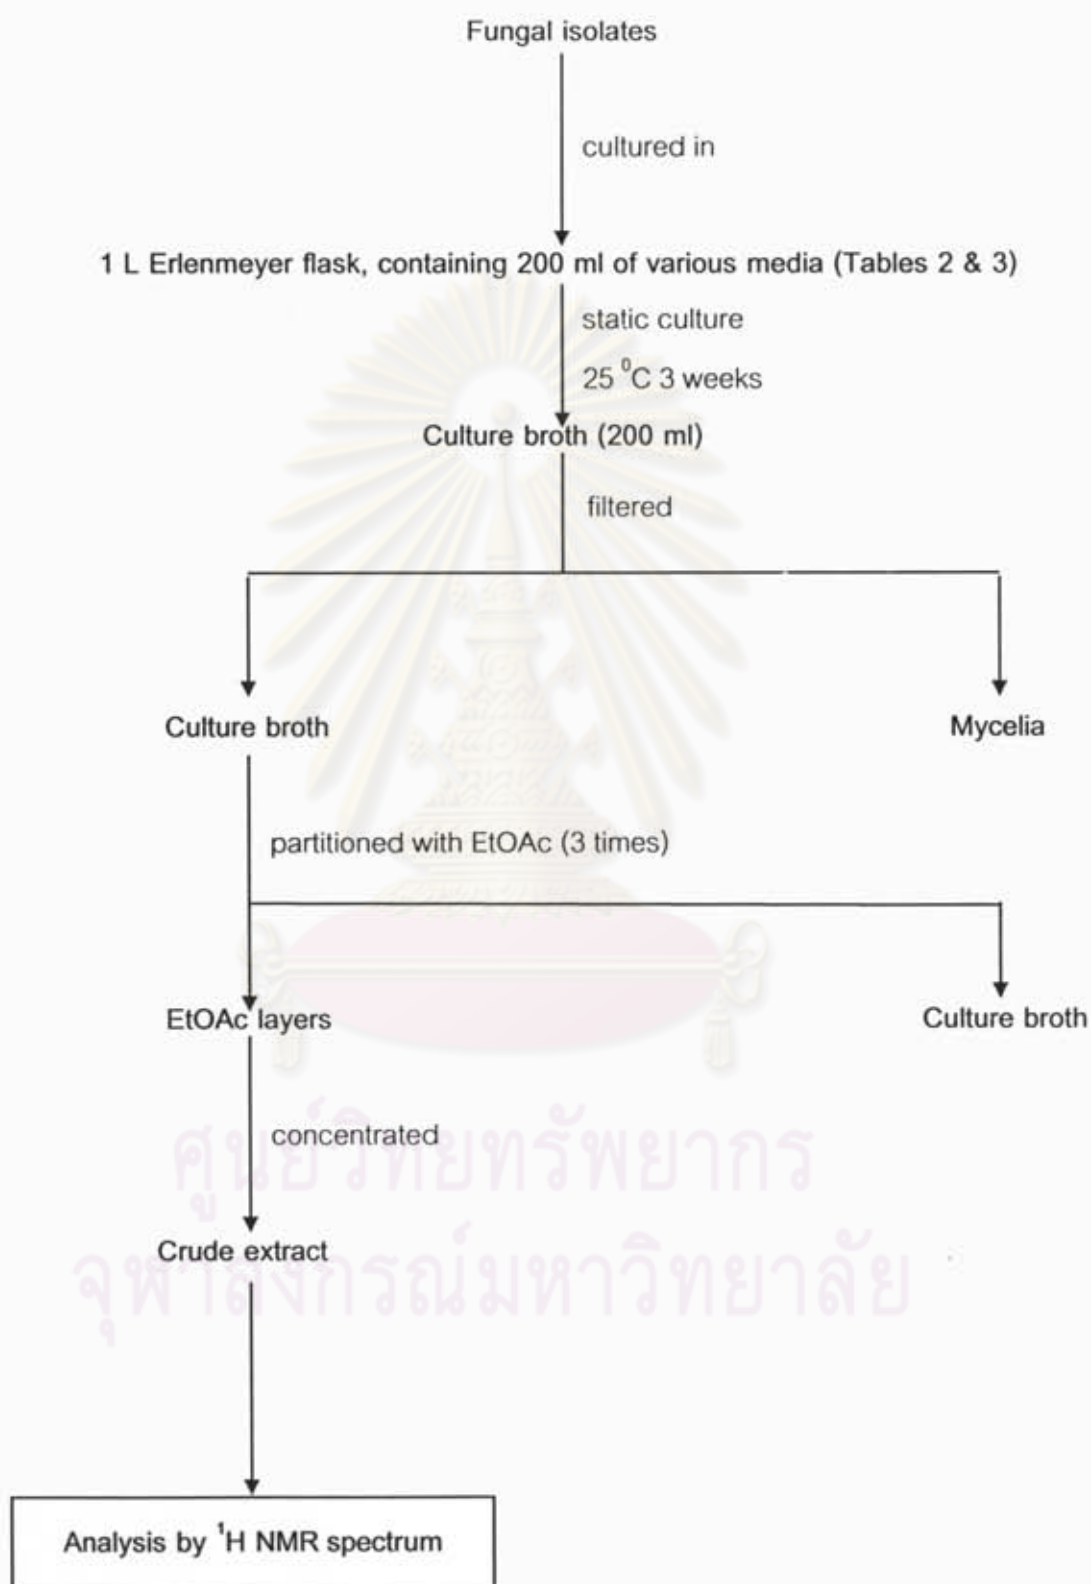 Fungal isolates
cultured in
1 L Erlenmeyer flask, containing 200 ml of various media (Tables 2 & 3)
static culture
25 ⁰C 3 weeks
Culture broth (200 ml)
filtered
Culture broth
Mycelia
partitioned with EtOAc (3 times)
EtOAc layers
Culture broth
concentrated
ศูนย์วิทยทรัพยากร
Crude extract
จุฬาลงกรณ์มหาวิทยาลัย
Analysis by ¹H NMR spectrum